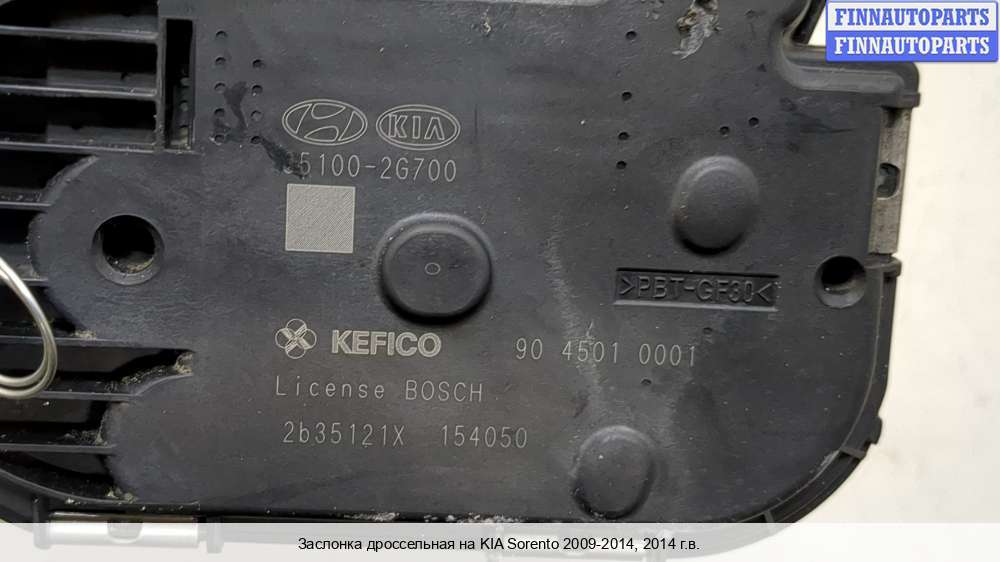 FINNAUTOPARTS
FINNAUTOPARTS
KIA
35100-2G700
>PBT-GF30<
KEFICO
90 4501 0001
License BOSCH
2b35121X 154050
Заслонка дроссельная на KIA Sorento 2009-2014, 2014 г.в.